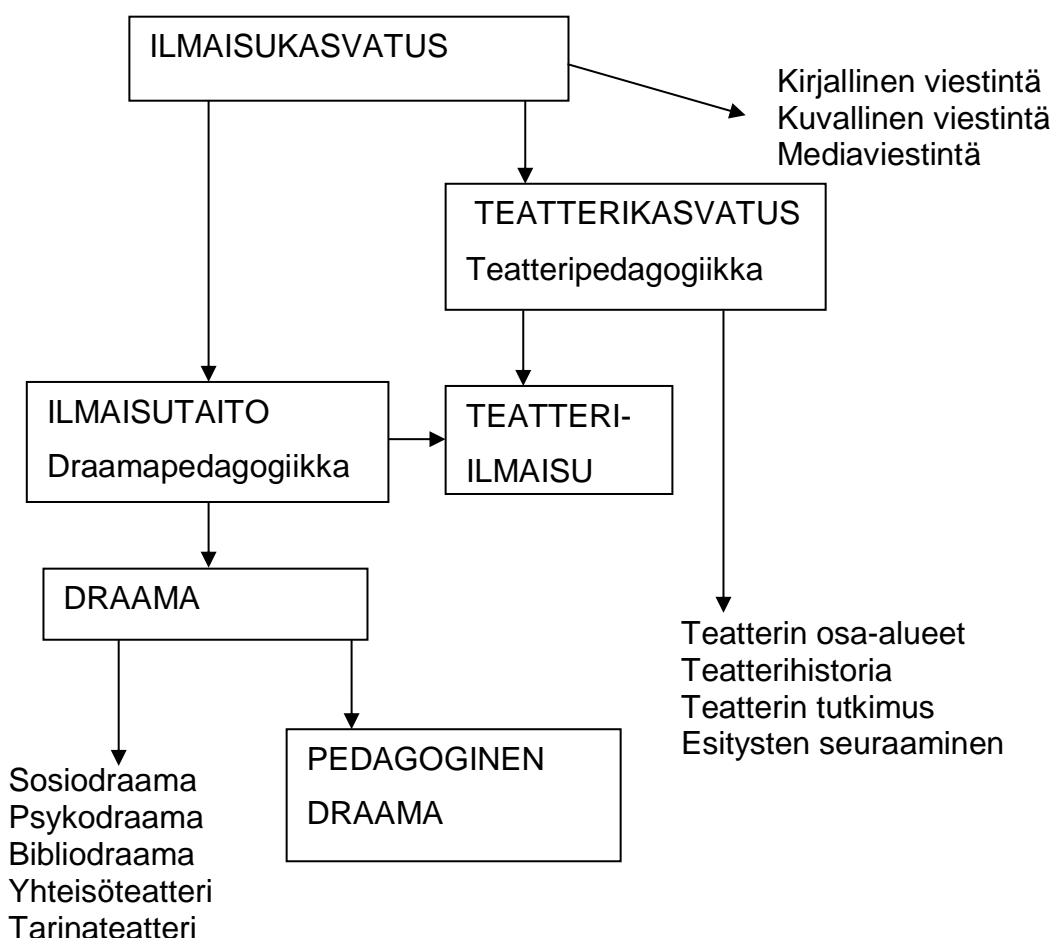 ILMAISUKASVATUS
Kirjallinen viestintä
Kuvallinen viestintä
Mediaviestintä
TEATTERIKASVATUS
Teatteripedagogiikka
ILMAISUTAITO
Draamapedagogiikka
TEATTERI-
ILMAISU
DRAAMA
Teatterin osa-alueet
Teatterihistoria
Teatterin tutkimus
Esitysten seuraaminen
PEDAGOGINEN
DRAAMA
Sosiodraama
Psykodraama
Bibliodraama
Yhteisöteatteri
Tarinateatteri